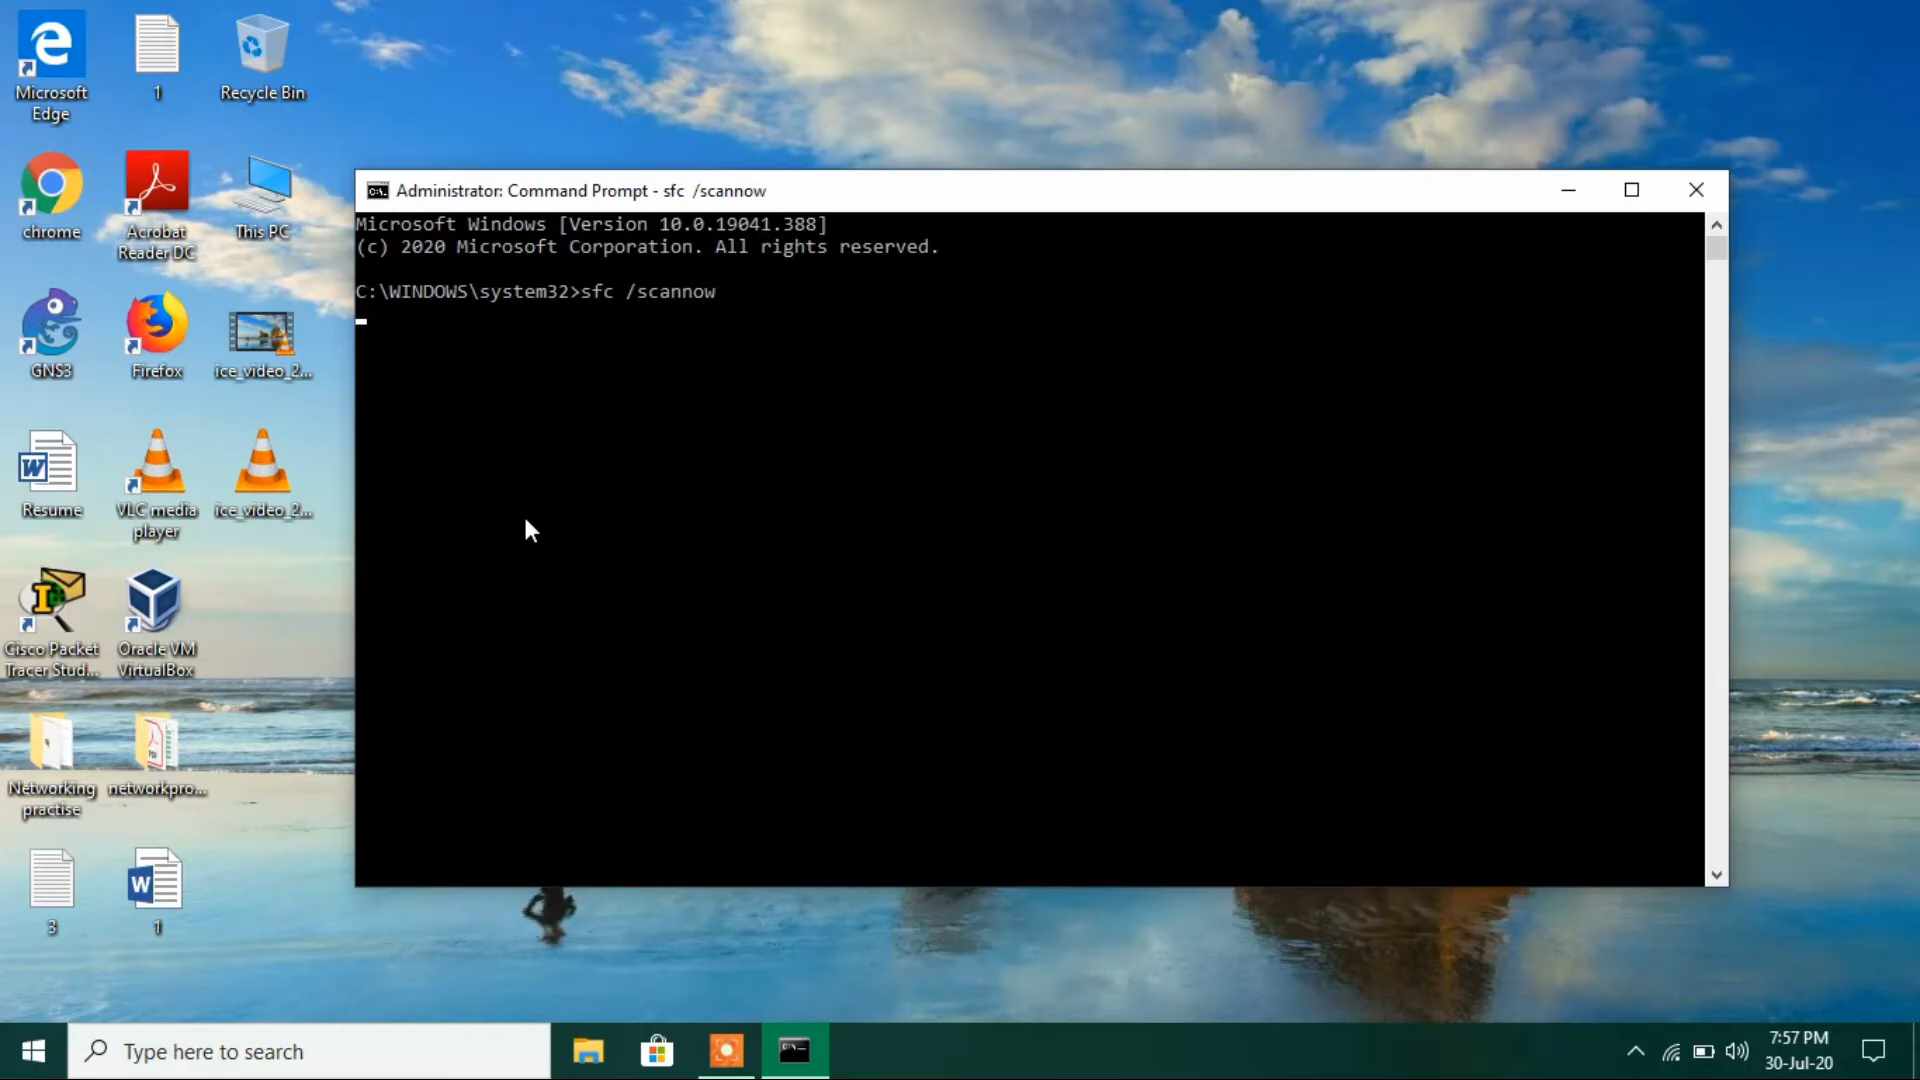 Microsoft
Edge
1
Recycle Bin
chrome
Acrobat
Reader DC
This PC
GNS3
Firefox
ice_video_2...
Resume
VLC media
player
ice_video_2...
Cisco Packet
Tracer Stud...
Oracle VM
VirtualBox
Networking
practise
networkpro...
3
1
Administrator: Command Prompt - sfc  /scannow
Microsoft Windows [Version 10.0.19041.388]
(c) 2020 Microsoft Corporation. All rights reserved.
C:\WINDOWS\system32>sfc /scannow
Type here to search
7:57 PM
30-Jul-20